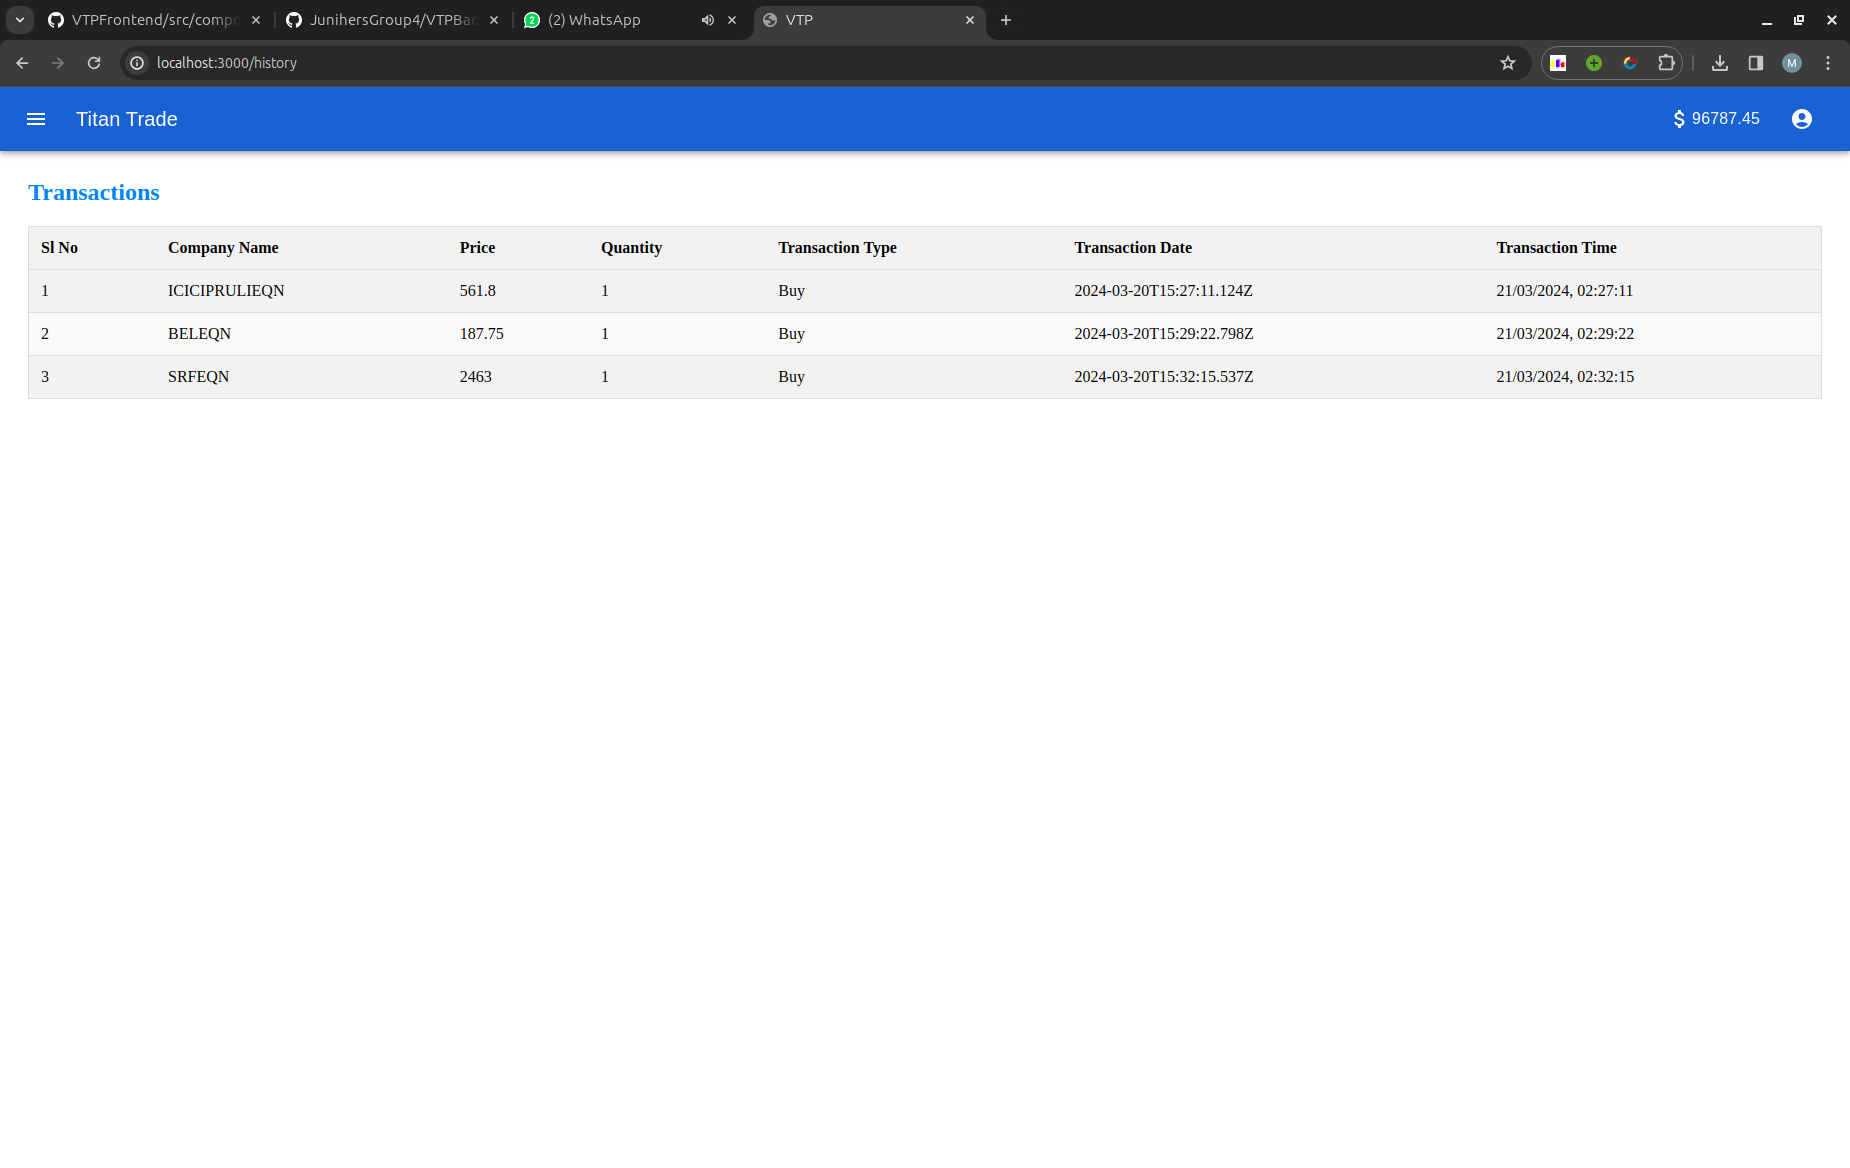 VTPFrontend/src/comp JunihersGroup4/VTPBa (2) WhatsApp VTP
localhost:3000/history M
Titan Trade $ 96787.45
Transactions
Sl No Company Name Price Quantity Transaction Type Transaction Date Transaction Time
1 ICICIPRULIEQN 561.8 1 Buy 2024-03-20T15:27:11.124Z 21/03/2024, 02:27:11
2 BELEQN 187.75 1 Buy 2024-03-20T15:29:22.798Z 21/03/2024, 02:29:22
3 SRFEQN 2463 1 Buy 2024-03-20T15:32:15.537Z 21/03/2024, 02:32:15